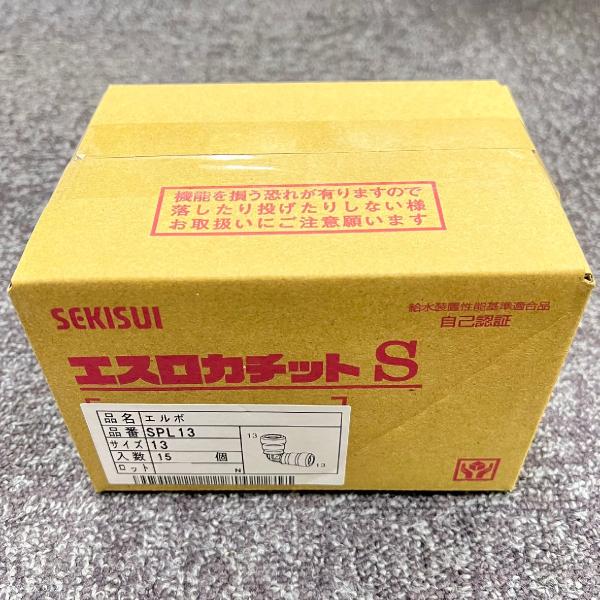 機能を損う恐れが有りますので
落したり投げたりしない様
お取扱いにご注意願います
SEKISUI
給水装置性能基準適合品
自己認証
エスロカチットS
品名 エルボ
品番 SPL13
サイズ 13
入数 15 個
ロット N
13
13